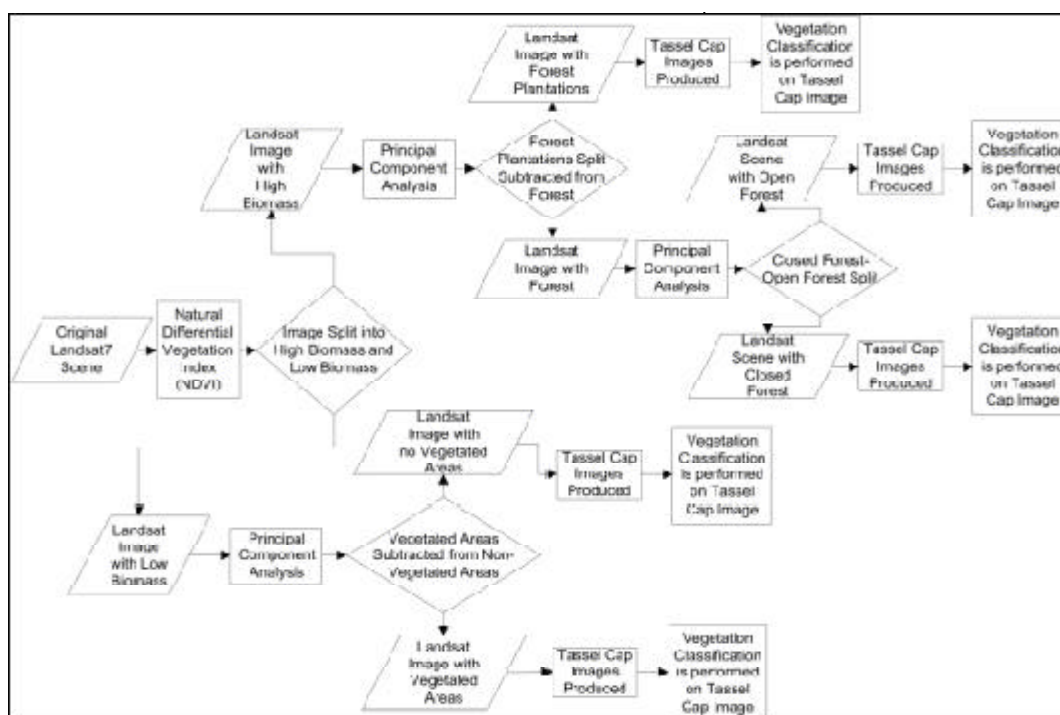 Landsat
Image with
Forest
Plantations
Tassel Cap
Images
Produced
Vegetation
Classification
is performed
on Tassel
Cap Image
Landsat
Image
with
High
Biomass
Principal
Component
Analysis
Forest
Plantations Split
Subtracted from
Forest
Landsat
Scene
with Open
Forest
Tassel Cap
Images
Produced
Vegetation
Classification
is performed
on Tassel
Cap Image
Landsat
Image with
Forest
Principal
Component
Analysis
Closed Forest-
Open Forest Split
Original
Landsat7
Scene
Natural
Differential
Vegetation
Index
(NDVI)
Image Split into
High Biomass and
Low Biomass
Landsat
Scene with
Closed
Forest
Tassel Cap
Images
Produced
Vegetation
Classification
is performed
on Tassel
Cap Image
Landsat
Image with
no Vegetated
Areas
Tassel Cap
Images
Produced
Vegetation
Classification
is performed
on Tassel
Cap Image
Landsat
Image
with Low
Biomass
Principal
Component
Analysis
Vegetated Areas
Subtracted from Non-
Vegetated Areas
Landsat
Image with
Vegetated
Areas
Tassel Cap
Images
Produced
Vegetation
Classification
is performed
on Tassel
Cap Image